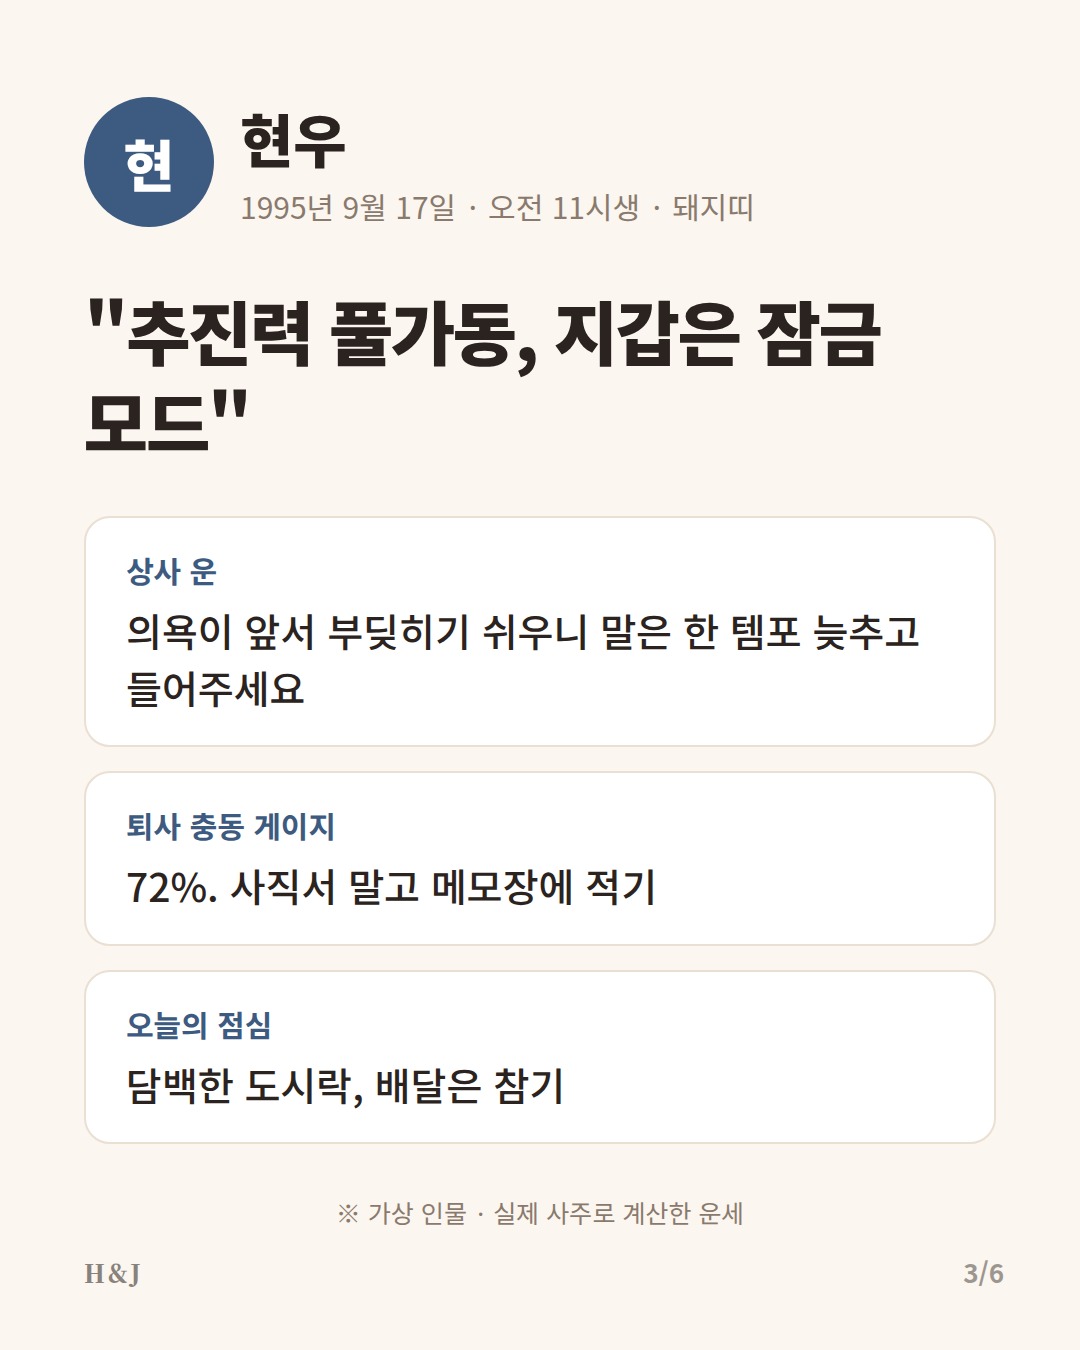 현
현우
1995년 9월 17일 · 오전 11시생 · 돼지띠
"추진력 풀가동, 지갑은 잠금
모드"
상사 운
의욕이 앞서 부딪히기 쉬우니 말은 한 템포 늦추고
들어주세요
퇴사 충동 게이지
72%. 사직서 말고 메모장에 적기
오늘의 점심
담백한 도시락, 배달은 참기
※ 가상 인물 · 실제 사주로 계산한 운세
H&J
3/6